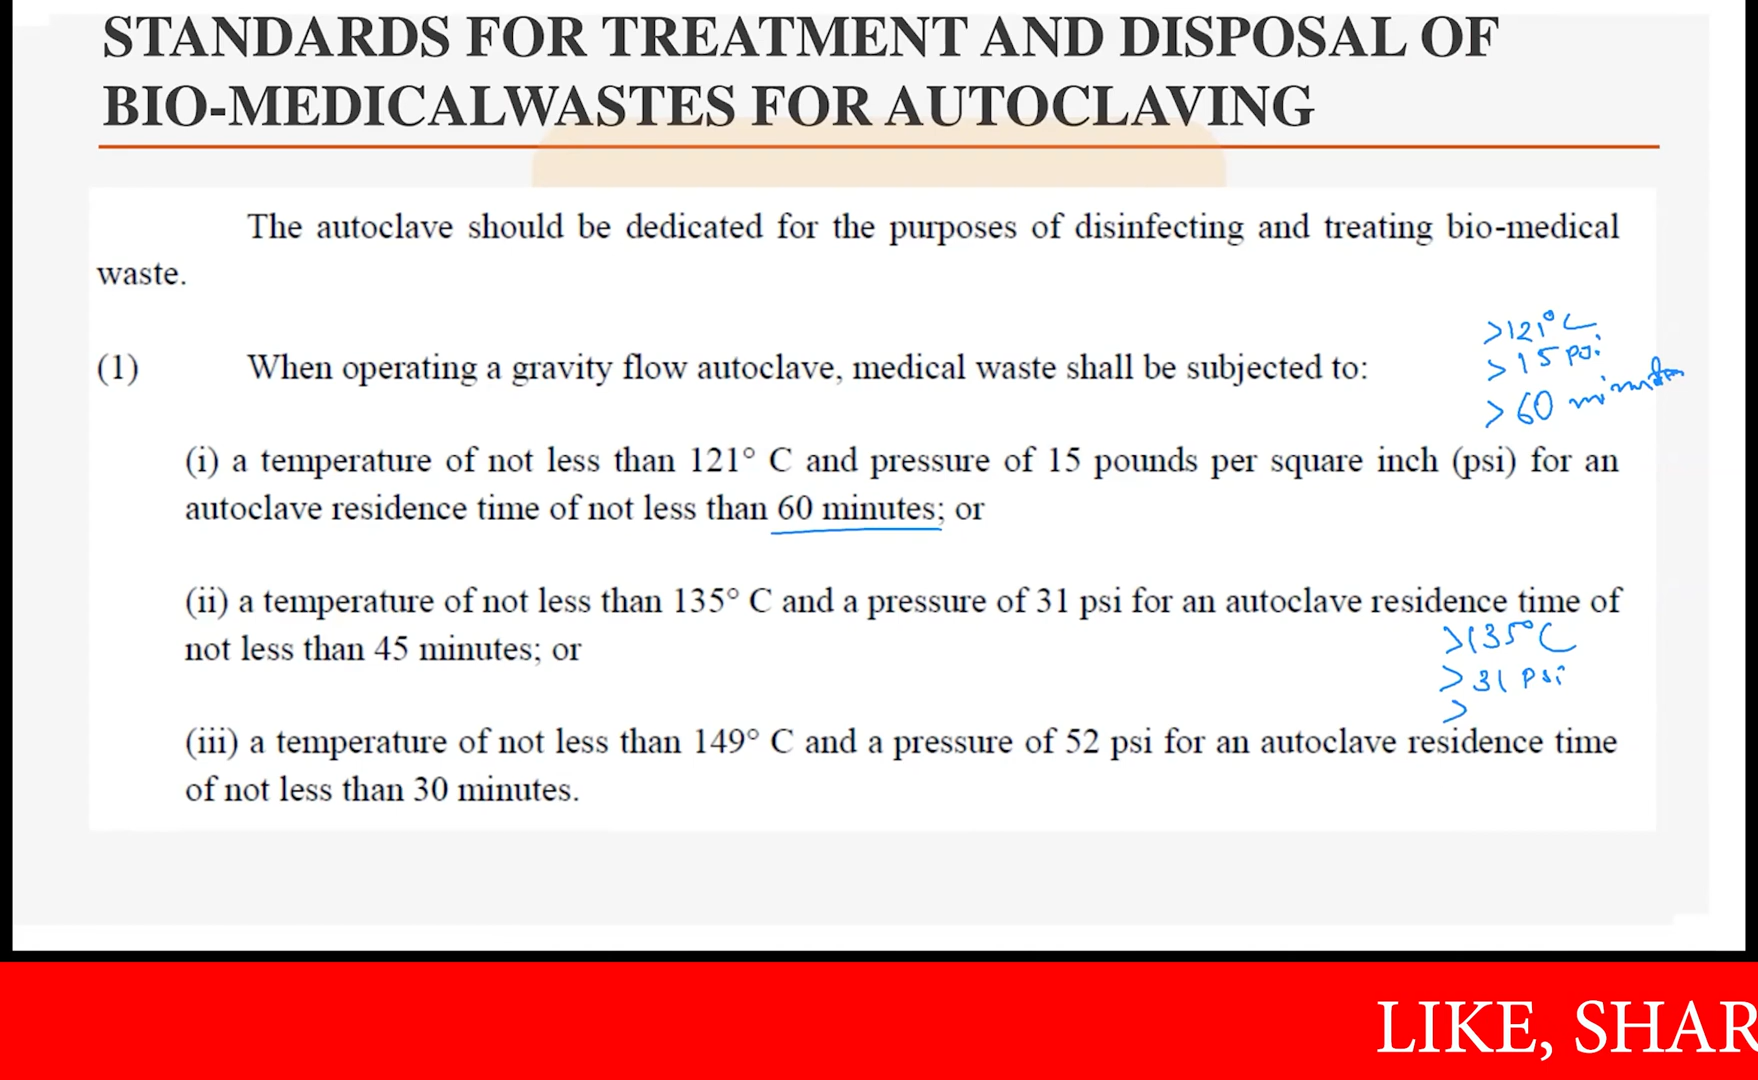 STANDARDS FOR TREATMENT AND DISPOSAL OF
BIO-MEDICALWASTES FOR AUTOCLAVING
The autoclave should be dedicated for the purposes of disinfecting and treating bio-medical
waste.
>121°C
>15 psi
>60 minutes
(1) When operating a gravity flow autoclave, medical waste shall be subjected to:
(i) a temperature of not less than 121° C and pressure of 15 pounds per square inch (psi) for an
autoclave residence time of not less than 60 minutes; or
(ii) a temperature of not less than 135° C and a pressure of 31 psi for an autoclave residence time of
not less than 45 minutes; or
>135°C
>31 psi
>
(iii) a temperature of not less than 149° C and a pressure of 52 psi for an autoclave residence time
of not less than 30 minutes.
LIKE, SHAR